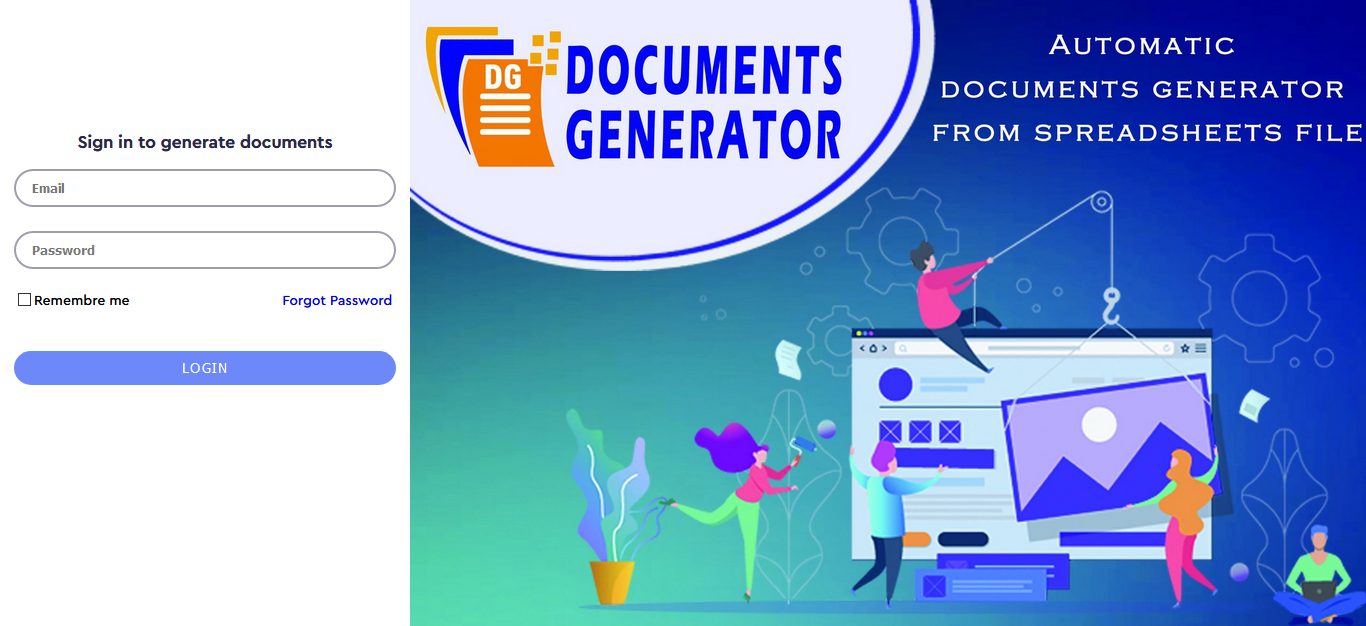 Sign in to generate documents
Email
Password
Remembre me
Forgot Password
LOGIN
DG
DOCUMENTS
GENERATOR
AUTOMATIC
DOCUMENTS GENERATOR
FROM SPREADSHEETS FILE